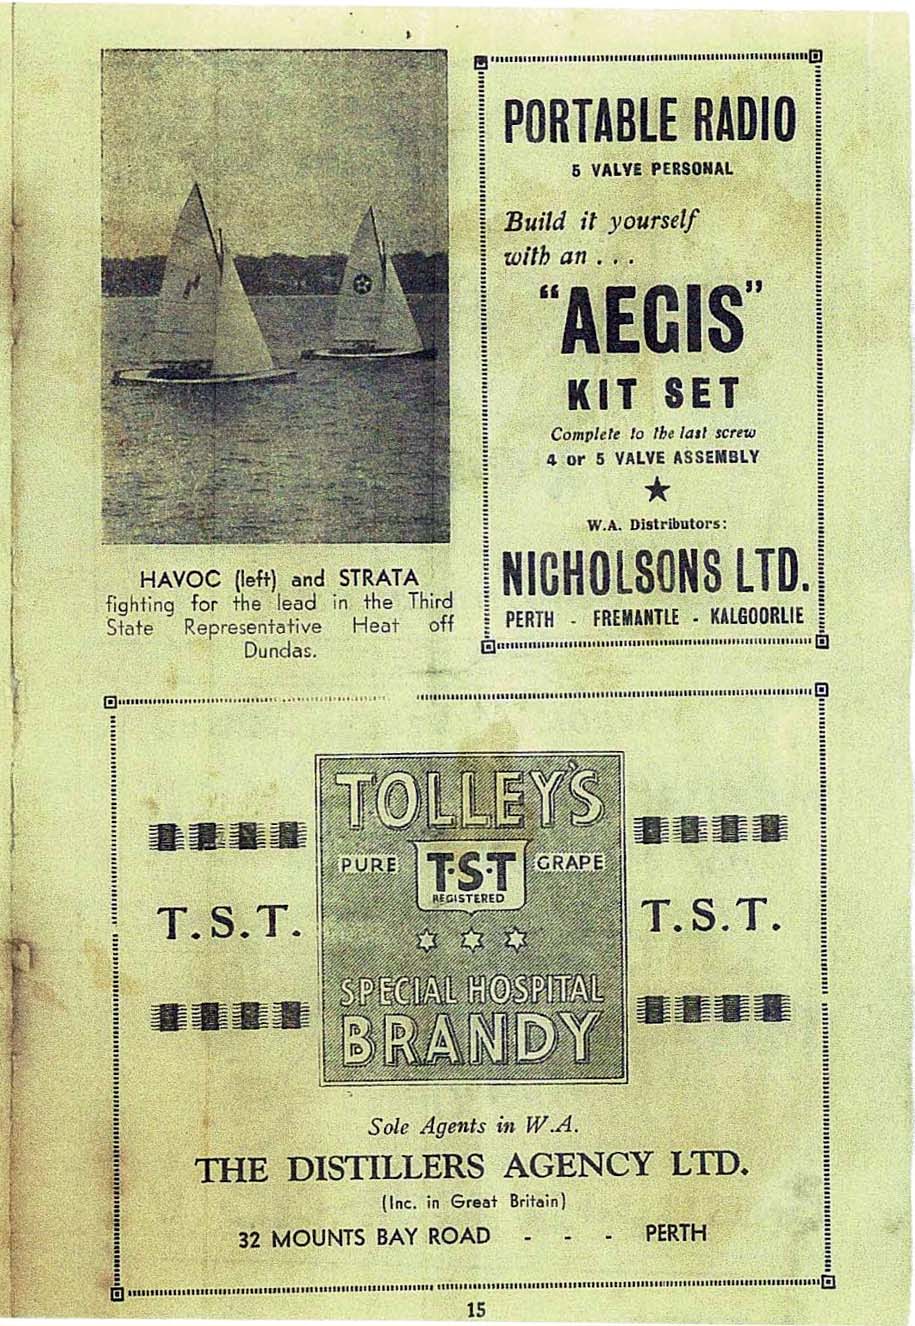 HAVOC (left) and STRATA
fighting for the lead in the Third
State Representative Heat off
Dundas.
PORTABLE RADIO
5 VALVE PERSONAL
Build it yourself
with an . . .
"AEGIS"
KIT SET
Complete to the last screw
4 or 5 VALVE ASSEMBLY
W.A. Distributors:
NICHOLSONS LTD.
PERTH - FREMANTLE - KALGOORLIE
TOLLEY'S
PURE T·S·T GRAPE
REGISTERED
T.S.T.
T.S.T.
SPECIAL HOSPITAL
BRANDY
Sole Agents in W.A.
THE DISTILLERS AGENCY LTD.
(Inc. in Great Britain)
32 MOUNTS BAY ROAD - - - PERTH
15